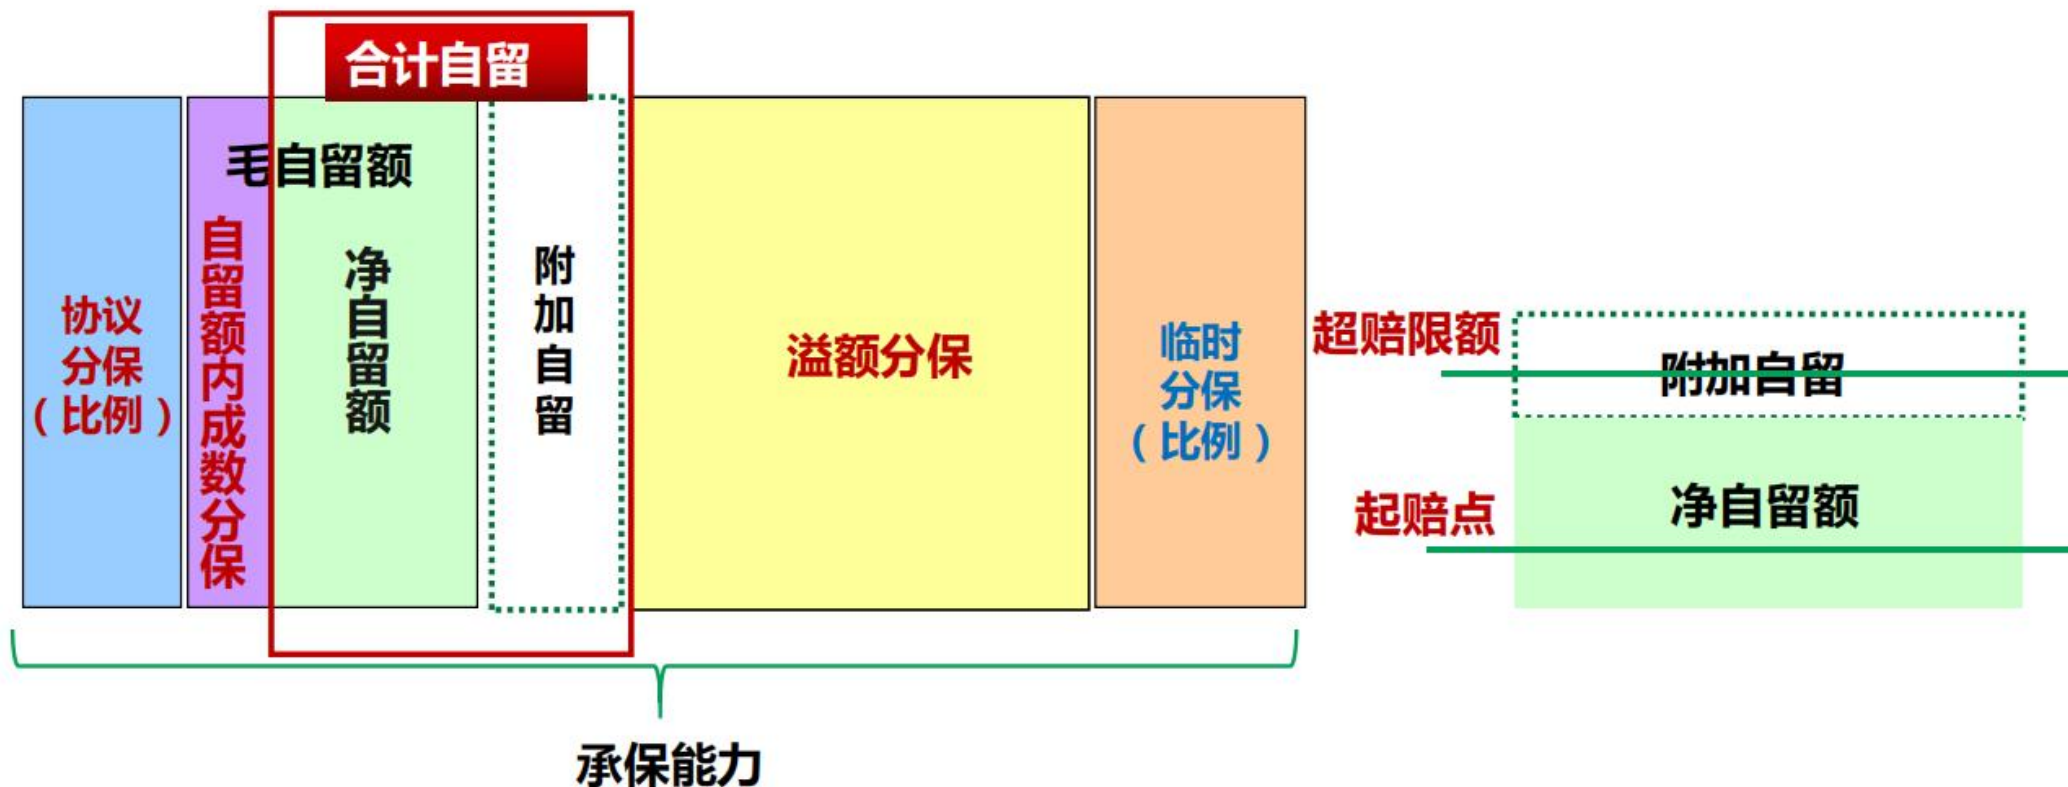 合计自留
协议
分保
（比例）
毛自留额
自留额内成数分保
净自留额
附加自留
溢额分保
临时
分保
（比例）
承保能力
超赔限额
附加自留
起赔点
净自留额